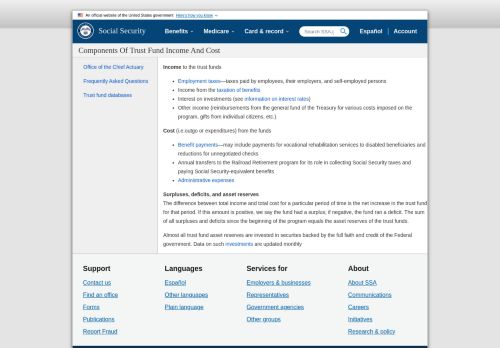 An official website of the United States government Here's how you know
Social Security
Benefits
Medicare
Card & record
Search SSA.g
Español
Account
Components Of Trust Fund Income And Cost
Office of the Chief Actuary
Frequently Asked Questions
Trust fund databases
Income to the trust funds
Employment taxes—taxes paid by employees, their employers, and self-employed persons
Income from the taxation of benefits
Interest on investments (see information on interest rates)
Other income (reimbursements from the general fund of the Treasury for various costs imposed on the
program, gifts from individual citizens, etc.)
Cost (i.e outgo or expenditures) from the funds
Benefit payments—may include payments for vocational rehabilitation services to disabled beneficiaries and
reductions for unnegotiated checks
Annual transfers to the Railroad Retirement program for its role in collecting Social Security taxes and
paying Social Security-equivalent benefits
Administrative expenses
Surpluses, deficits, and asset reserves
The difference between total income and total cost for a particular period of time is the net increase in the trust fund
for that period. If this amount is positive, we say the fund had a surplus; if negative, the fund ran a deficit. The sum
of all surpluses and deficits since the beginning of the program equals the asset reserves of the trust funds.
Almost all trust fund asset reserves are invested in securities backed by the full faith and credit of the Federal
government. Data on such investments are updated monthly
Support
Contact us
Find an office
Forms
Publications
Report Fraud
Languages
Español
Other languages
Plain language
Services for
Employers & businesses
Representatives
Government agencies
Other groups
About
About SSA
Communications
Careers
Initiatives
Research & policy